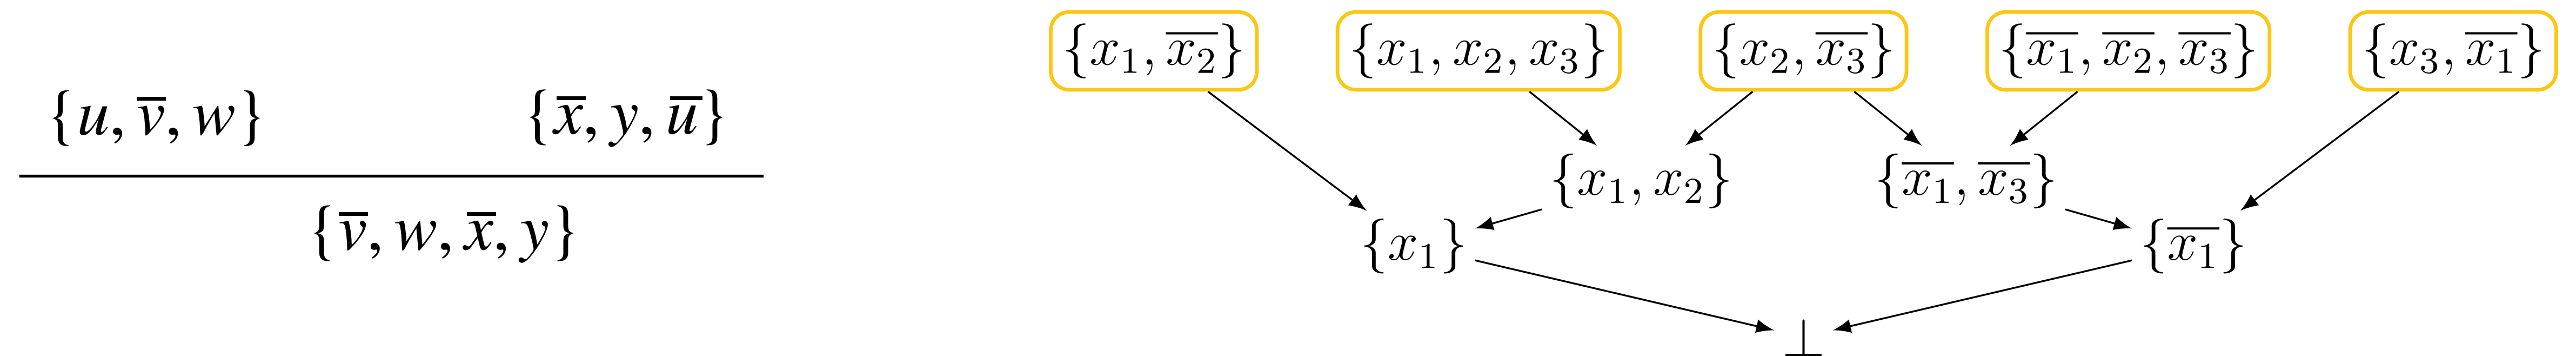 {x₁, x̅₂} {x₁, x₂, x₃} {x₂, x̅₃} {x̅₁, x̅₂, x̅₃} {x₃, x̅₁}
{u, v̅, w} {x̅, y, u̅}
{x₁, x₂} {x̅₁, x̅₃}
{v̅, w, x̅, y}
{x₁} {x̅₁}
⊥